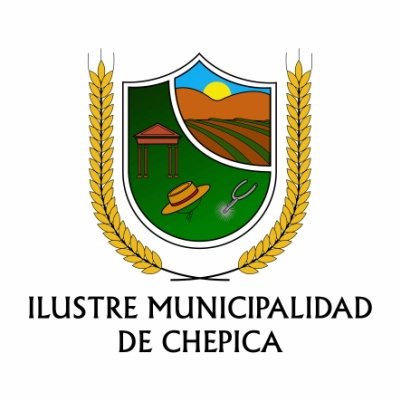 ILUSTRE MUNICIPALIDAD
DE CHEPICA